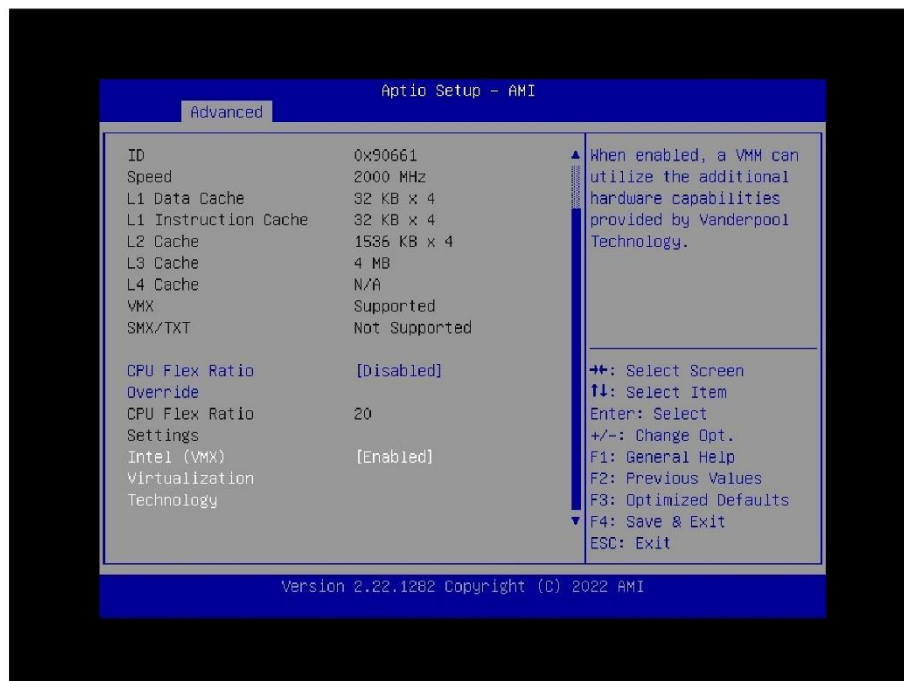 Aptio Setup – AMI
Advanced
ID 0x90661
Speed 2000 MHz
L1 Data Cache 32 KB x 4
L1 Instruction Cache 32 KB x 4
L2 Cache 1536 KB x 4
L3 Cache 4 MB
L4 Cache N/A
VMX Supported
SMX/TXT Not Supported
CPU Flex Ratio [Disabled]
Override
CPU Flex Ratio 20
Settings
Intel (VMX) [Enabled]
Virtualization
Technology
When enabled, a VMM can
utilize the additional
hardware capabilities
provided by Vanderpool
Technology.
→←: Select Screen
↑↓: Select Item
Enter: Select
+/-: Change Opt.
F1: General Help
F2: Previous Values
F3: Optimized Defaults
F4: Save & Exit
ESC: Exit
Version 2.22.1282 Copyright (C) 2022 AMI